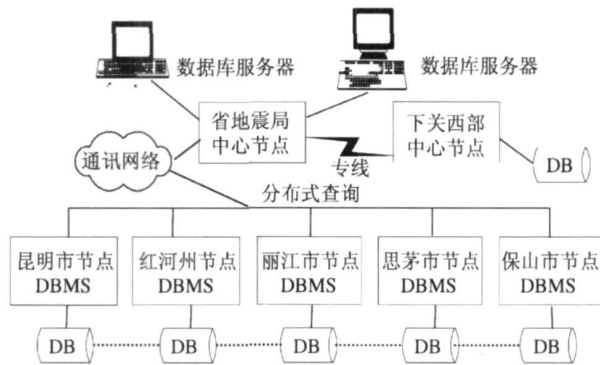 数据库服务器
数据库服务器
省地震局
中心节点
下关西部
中心节点
通讯网络
专线
DB
分布式查询
昆明市节点
DBMS
红河州节点
DBMS
丽江市节点
DBMS
思茅市节点
DBMS
保山市节点
DBMS
DB
DB
DB
DB
DB